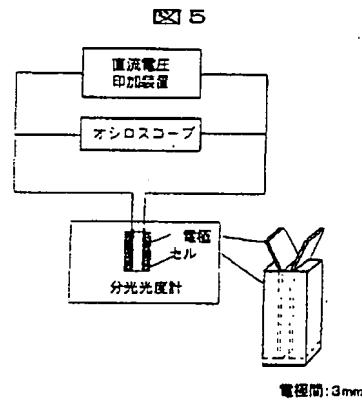 図5
直流電圧
印加装置
オシロスコープ
電極
セル
分光光度計
電極間:3mm